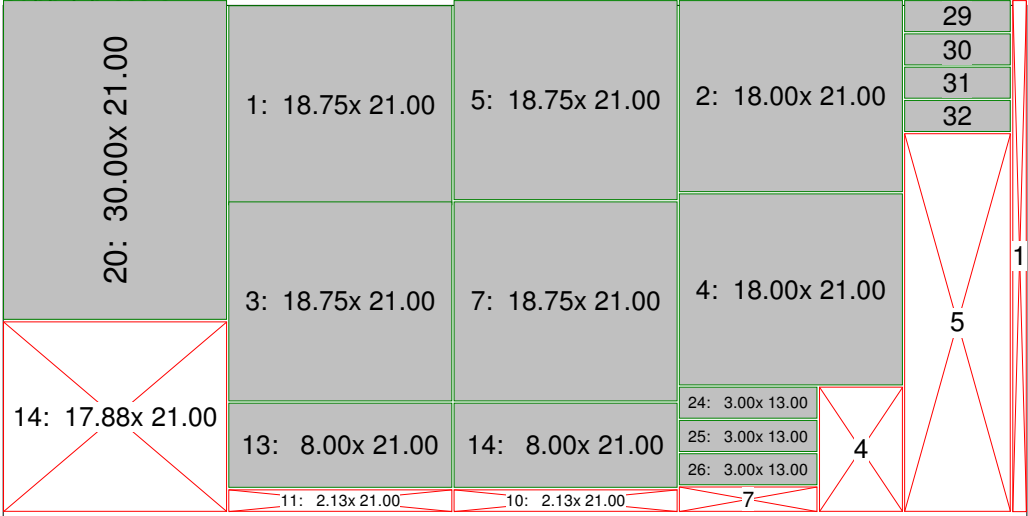 20: 30.00x 21.00
14: 17.88x 21.00
1: 18.75x 21.00
3: 18.75x 21.00
13: 8.00x 21.00
11: 2.13x 21.00
5: 18.75x 21.00
7: 18.75x 21.00
14: 8.00x 21.00
10: 2.13x 21.00
2: 18.00x 21.00
4: 18.00x 21.00
24: 3.00x 13.00
25: 3.00x 13.00
26: 3.00x 13.00
7
4
29
30
31
32
5
1